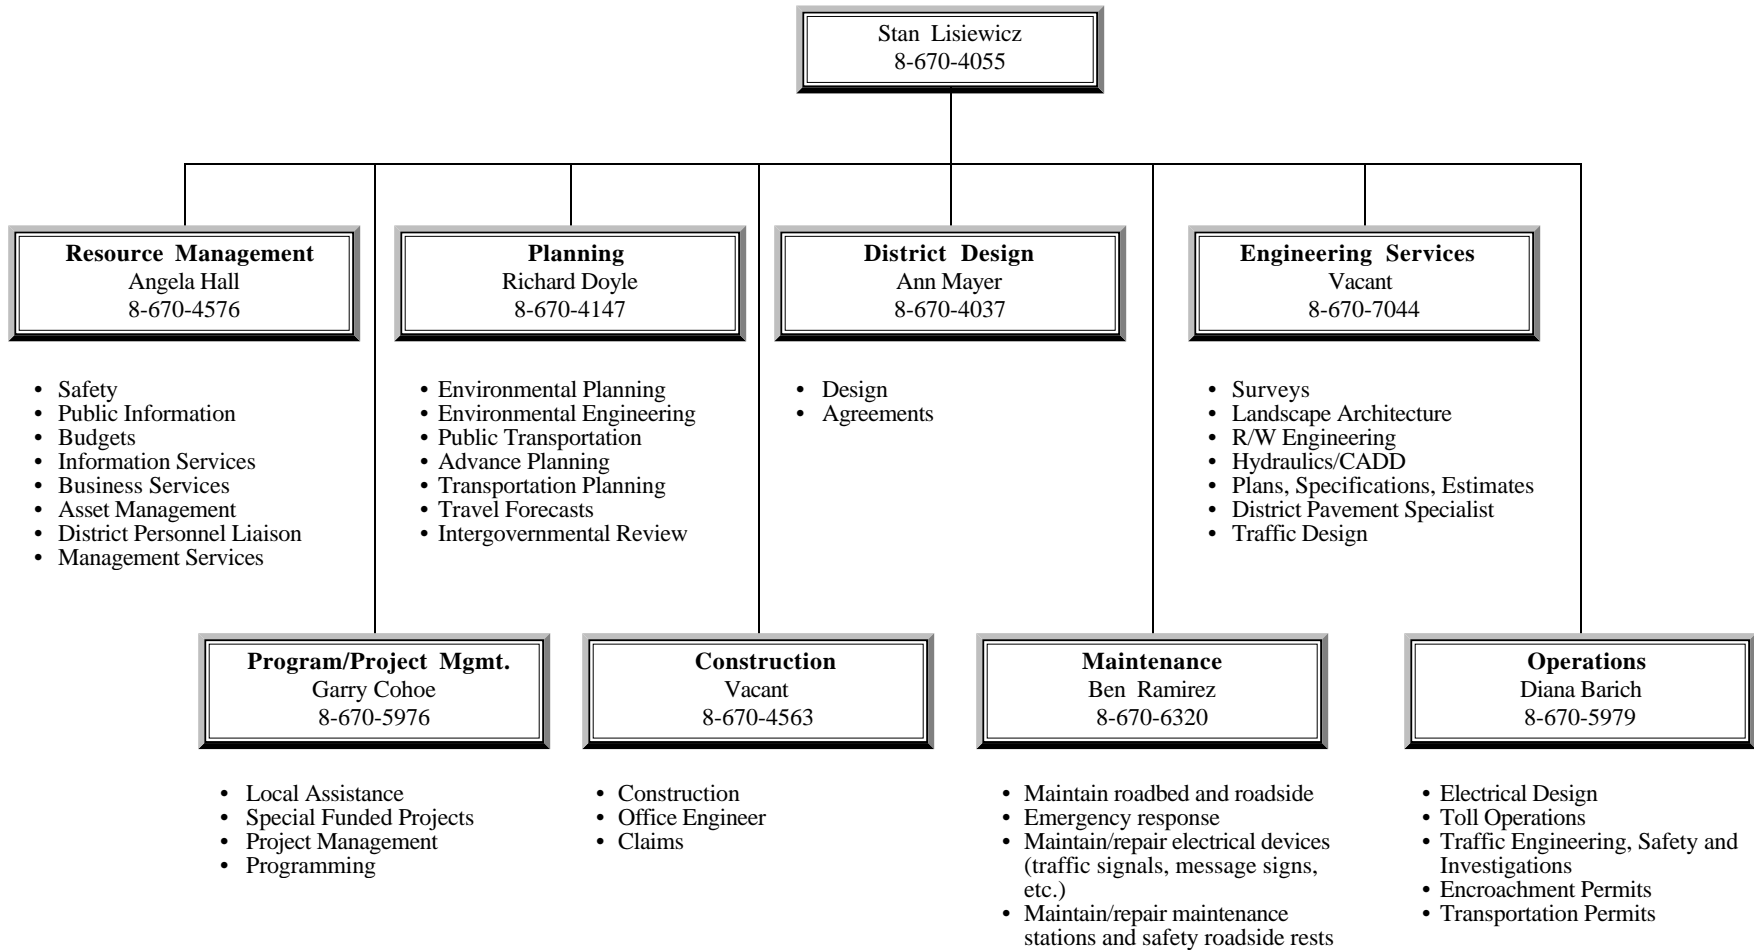 Stan Lisiewicz
8-670-4055
Resource Management
Angela Hall
8-670-4576
Planning
Richard Doyle
8-670-4147
District Design
Ann Mayer
8-670-4037
Engineering Services
Vacant
8-670-7044
• Safety
• Public Information
• Budgets
• Information Services
• Business Services
• Asset Management
• District Personnel Liaison
• Management Services
• Environmental Planning
• Environmental Engineering
• Public Transportation
• Advance Planning
• Transportation Planning
• Travel Forecasts
• Intergovernmental Review
• Design
• Agreements
• Surveys
• Landscape Architecture
• R/W Engineering
• Hydraulics/CADD
• Plans, Specifications, Estimates
• District Pavement Specialist
• Traffic Design
Program/Project Mgmt.
Garry Cohoe
8-670-5976
Construction
Vacant
8-670-4563
Maintenance
Ben Ramirez
8-670-6320
Operations
Diana Barich
8-670-5979
• Local Assistance
• Special Funded Projects
• Project Management
• Programming
• Construction
• Office Engineer
• Claims
• Maintain roadbed and roadside
• Emergency response
• Maintain/repair electrical devices
(traffic signals, message signs,
etc.)
• Maintain/repair maintenance
stations and safety roadside rests
• Electrical Design
• Toll Operations
• Traffic Engineering, Safety and
Investigations
• Encroachment Permits
• Transportation Permits